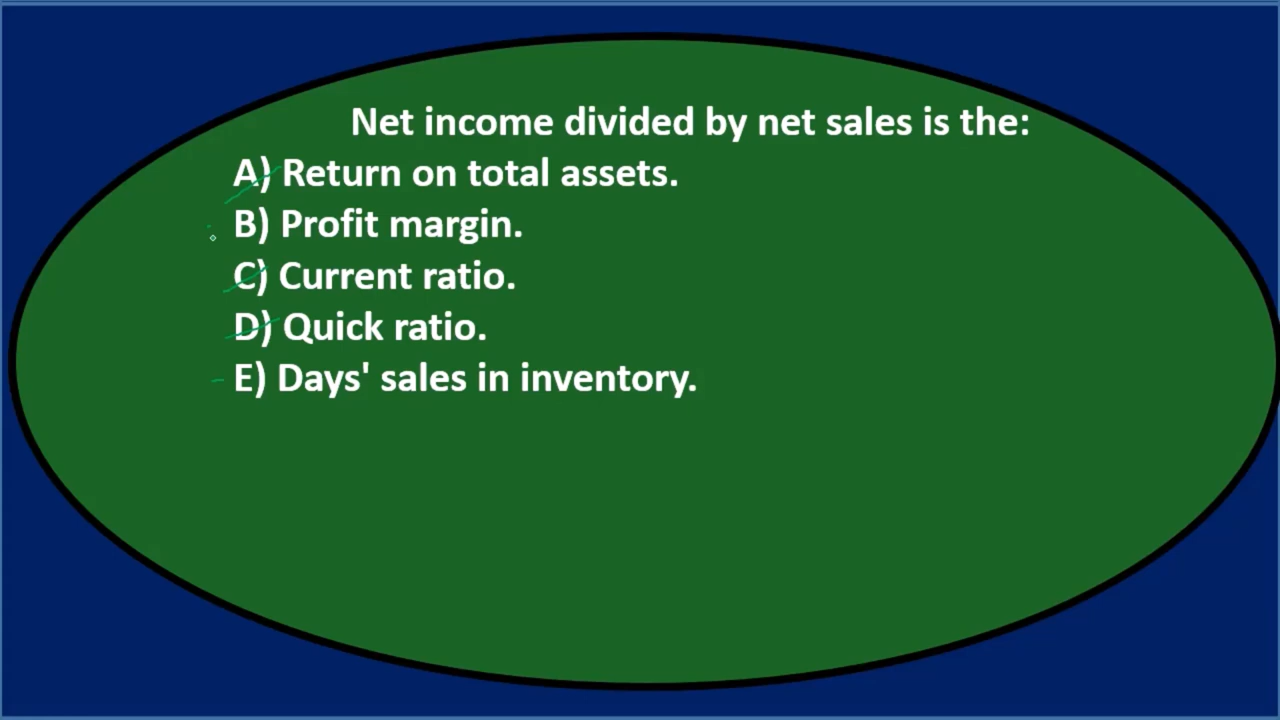 Net income divided by net sales is the:
A) Return on total assets.
B) Profit margin.
C) Current ratio.
D) Quick ratio.
E) Days' sales in inventory.